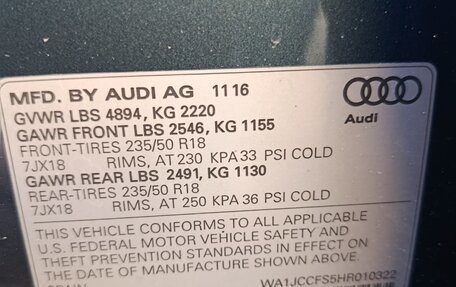 MFD. BY AUDI AG 11 16
GVWR LBS 4894, KG 2220
GAWR FRONT LBS 2546, KG 1155
FRONT-TIRES 235/50 R18
7JX18 RIMS, AT 230 KPA 33 PSI COLD
GAWR REAR LBS 2491, KG 1130
REAR-TIRES 235/50 R18
7JX18 RIMS, AT 250 KPA 36 PSI COLD
Audi
THIS VEHICLE CONFORMS TO ALL APPLICABLE
U.S. FEDERAL MOTOR VEHICLE SAFETY AND
THEFT PREVENTION STANDARDS IN EFFECT
ON THE DATE OF MANUFACTURE SHOWN ABOVE.
WA1JCCFS5HR010322